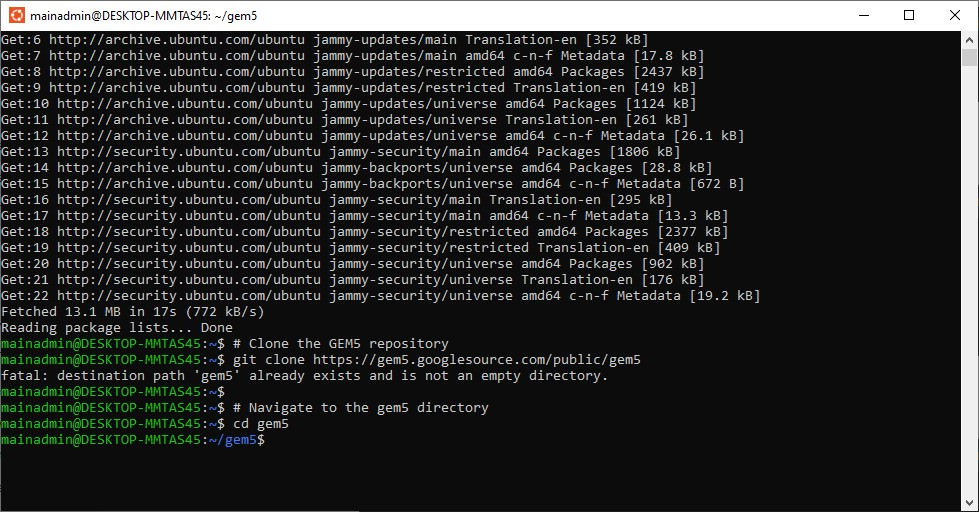 mainadmin@DESKTOP-MMTAS45: ~/gem5
Get:6 http://archive.ubuntu.com/ubuntu jammy-updates/main Translation-en [352 kB]
Get:7 http://archive.ubuntu.com/ubuntu jammy-updates/main amd64 c-n-f Metadata [17.8 kB]
Get:8 http://archive.ubuntu.com/ubuntu jammy-updates/restricted amd64 Packages [2437 kB]
Get:9 http://archive.ubuntu.com/ubuntu jammy-updates/restricted Translation-en [419 kB]
Get:10 http://archive.ubuntu.com/ubuntu jammy-updates/universe amd64 Packages [1124 kB]
Get:11 http://archive.ubuntu.com/ubuntu jammy-updates/universe Translation-en [261 kB]
Get:12 http://archive.ubuntu.com/ubuntu jammy-updates/universe amd64 c-n-f Metadata [26.1 kB]
Get:13 http://security.ubuntu.com/ubuntu jammy-security/main amd64 Packages [1806 kB]
Get:14 http://archive.ubuntu.com/ubuntu jammy-backports/universe amd64 Packages [28.8 kB]
Get:15 http://archive.ubuntu.com/ubuntu jammy-backports/universe amd64 c-n-f Metadata [672 B]
Get:16 http://security.ubuntu.com/ubuntu jammy-security/main Translation-en [295 kB]
Get:17 http://security.ubuntu.com/ubuntu jammy-security/main amd64 c-n-f Metadata [13.3 kB]
Get:18 http://security.ubuntu.com/ubuntu jammy-security/restricted amd64 Packages [2377 kB]
Get:19 http://security.ubuntu.com/ubuntu jammy-security/restricted Translation-en [409 kB]
Get:20 http://security.ubuntu.com/ubuntu jammy-security/universe amd64 Packages [902 kB]
Get:21 http://security.ubuntu.com/ubuntu jammy-security/universe Translation-en [176 kB]
Get:22 http://security.ubuntu.com/ubuntu jammy-security/universe amd64 c-n-f Metadata [19.2 kB]
Fetched 13.1 MB in 17s (772 kB/s)
Reading package lists... Done
mainadmin@DESKTOP-MMTAS45:~$ # Clone the GEM5 repository
mainadmin@DESKTOP-MMTAS45:~$ git clone https://gem5.googlesource.com/public/gem5
fatal: destination path 'gem5' already exists and is not an empty directory.
mainadmin@DESKTOP-MMTAS45:~$
mainadmin@DESKTOP-MMTAS45:~$ # Navigate to the gem5 directory
mainadmin@DESKTOP-MMTAS45:~$ cd gem5
mainadmin@DESKTOP-MMTAS45:~/gem5$